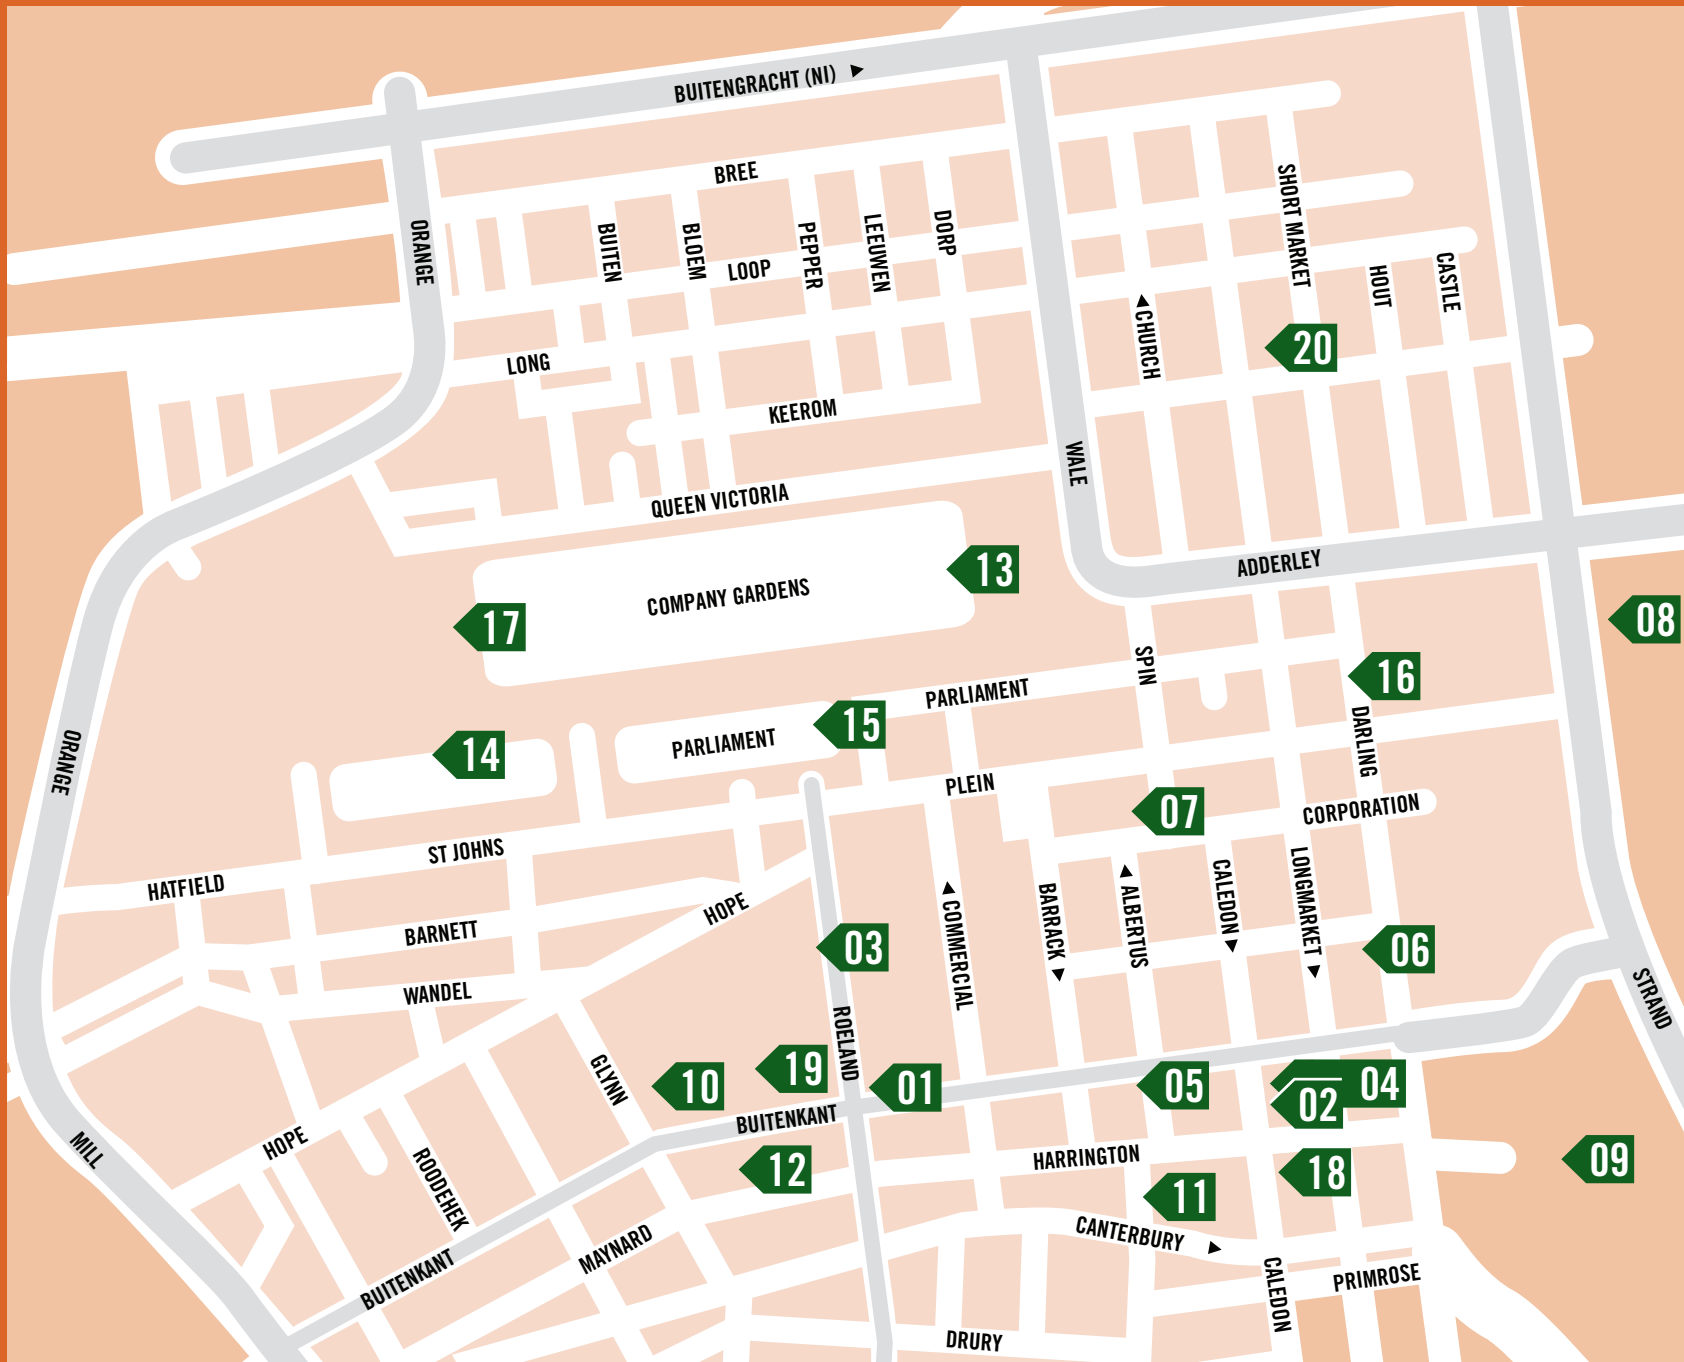 BUITENGRACHT (NI)
BREE
ORANGE
BUITEN
BLOEM
LOOP
PEPPER
LEEUWEN
DORP
SHORT MARKET
HOUT
CASTLE
CHURCH
20
LONG
KEEROM
QUEEN VICTORIA
WALE
ADDERLEY
13
COMPANY GARDENS
17
08
SPIN
16
PARLIAMENT
15
PARLIAMENT
14
ORANGE
DARLING
PLEIN
07
CORPORATION
ST JOHNS
HATFIELD
BARNETT
HOPE
WANDEL
03
COMMERCIAL
BARRACK
ALBERTUS
CALEDON
LONGMARKET
06
STRAND
ROELAND
GLYNN
10
19
01
05
04
02
BUITENKANT
12
HARRINGTON
18
09
11
MILL
HOPE
ROODEHEK
BUITENKANT
MAYNARD
CANTERBURY
CALEDON
PRIMROSE
DRURY